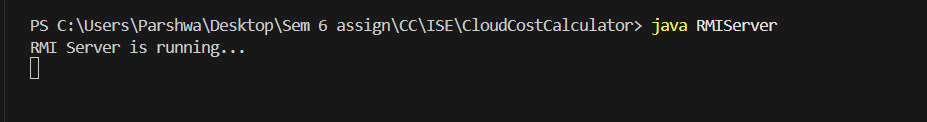 PS C:\Users\Parshwa\Desktop\Sem 6 assign\CC\ISE\CloudCostCalculator> java RMIServer
RMI Server is running...